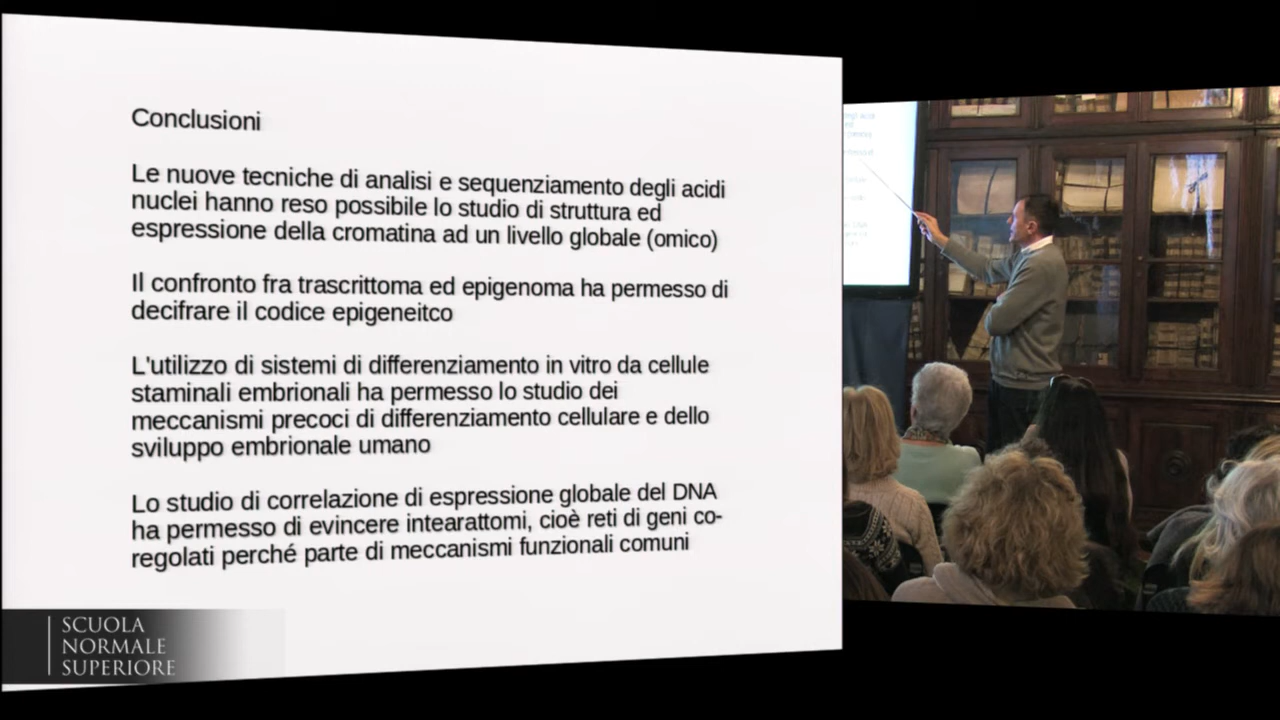 Conclusioni
Le nuove tecniche di analisi e sequenziamento degli acidi
nuclei hanno reso possibile lo studio di struttura ed
espressione della cromatina ad un livello globale (omico)
Il confronto fra trascrittoma ed epigenoma ha permesso di
decifrare il codice epigeneitco
L'utilizzo di sistemi di differenziamento in vitro da cellule
staminali embrionali ha permesso lo studio dei
meccanismi precoci di differenziamento cellulare e dello
sviluppo embrionale umano
Lo studio di correlazione di espressione globale del DNA
ha permesso di evincere intearattomi, cioè reti di geni co-
regolati perché parte di meccanismi funzionali comuni
SCUOLA
NORMALE
SUPERIORE